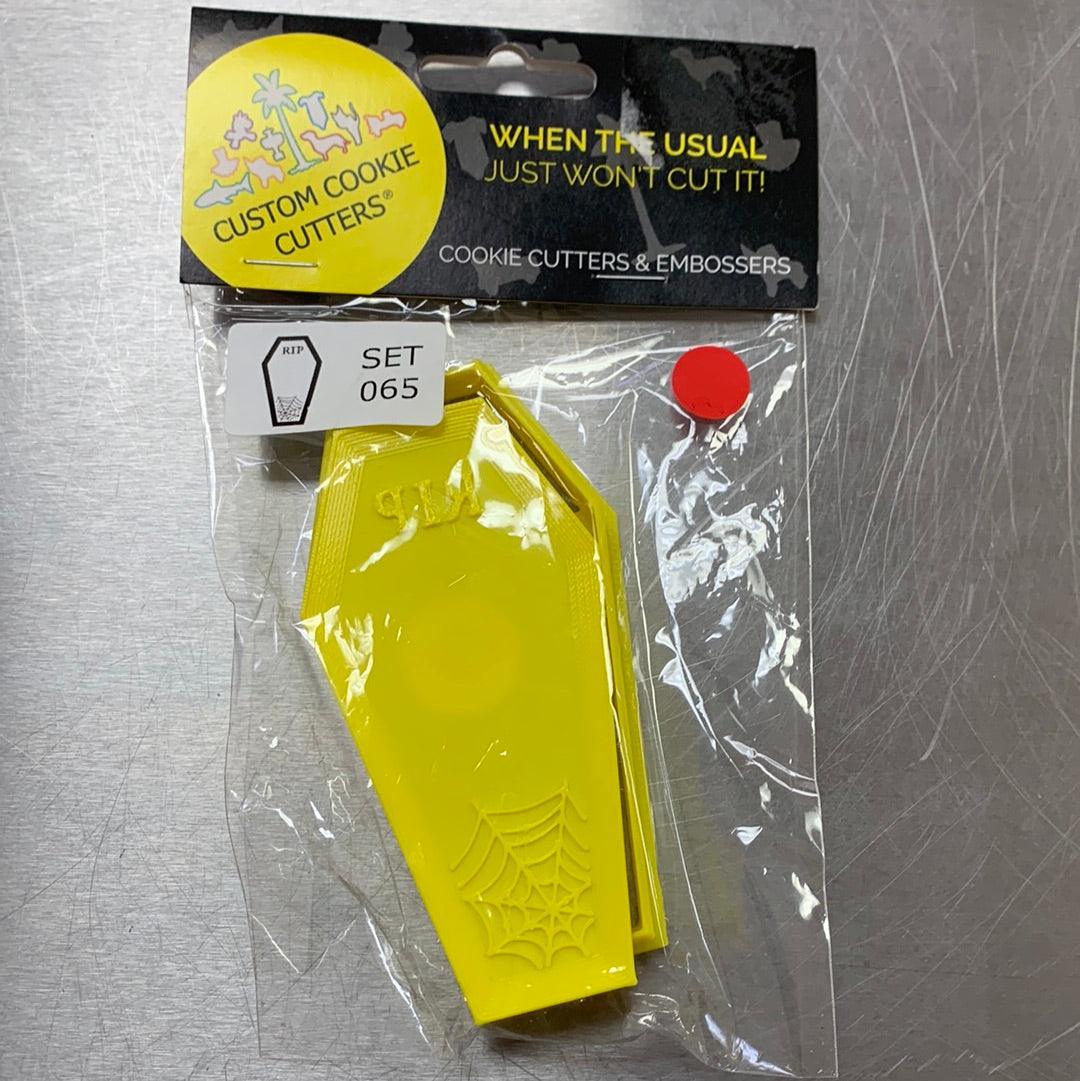 CUSTOM COOKIE
CUTTERS®
WHEN THE USUAL
JUST WON'T CUT IT!
COOKIE CUTTERS & EMBOSSERS
RIP
SET
065
RIP